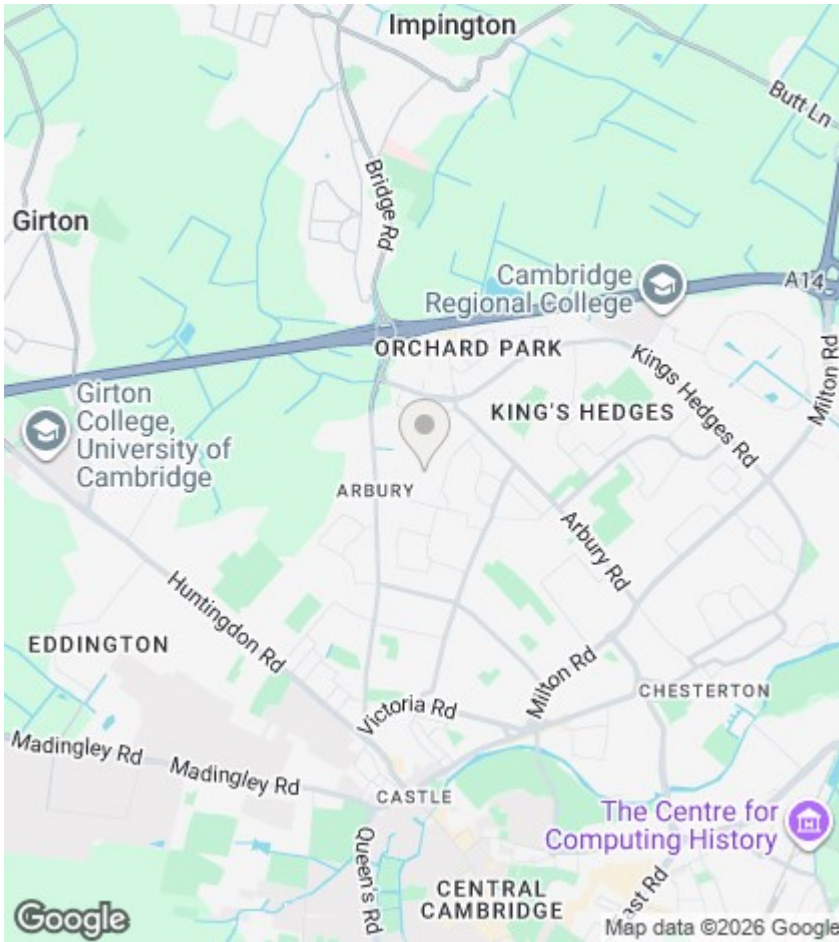 Impington
Butt Ln
Bridge Rd
Girton
Cambridge
Regional College
A14
ORCHARD PARK
Kings Hedges Rd
Milton Rd
Girton
College,
University of
Cambridge
KING'S HEDGES
ARBURY
Arbury Rd
Huntingdon Rd
EDDINGTON
Milton Rd
CHESTERTON
Victoria Rd
Madingley Rd
Madingley Rd
CASTLE
The Centre for
Computing History
Queen's Rd
CENTRAL
CAMBRIDGE
ast Rd
Google
Map data ©2026 Google